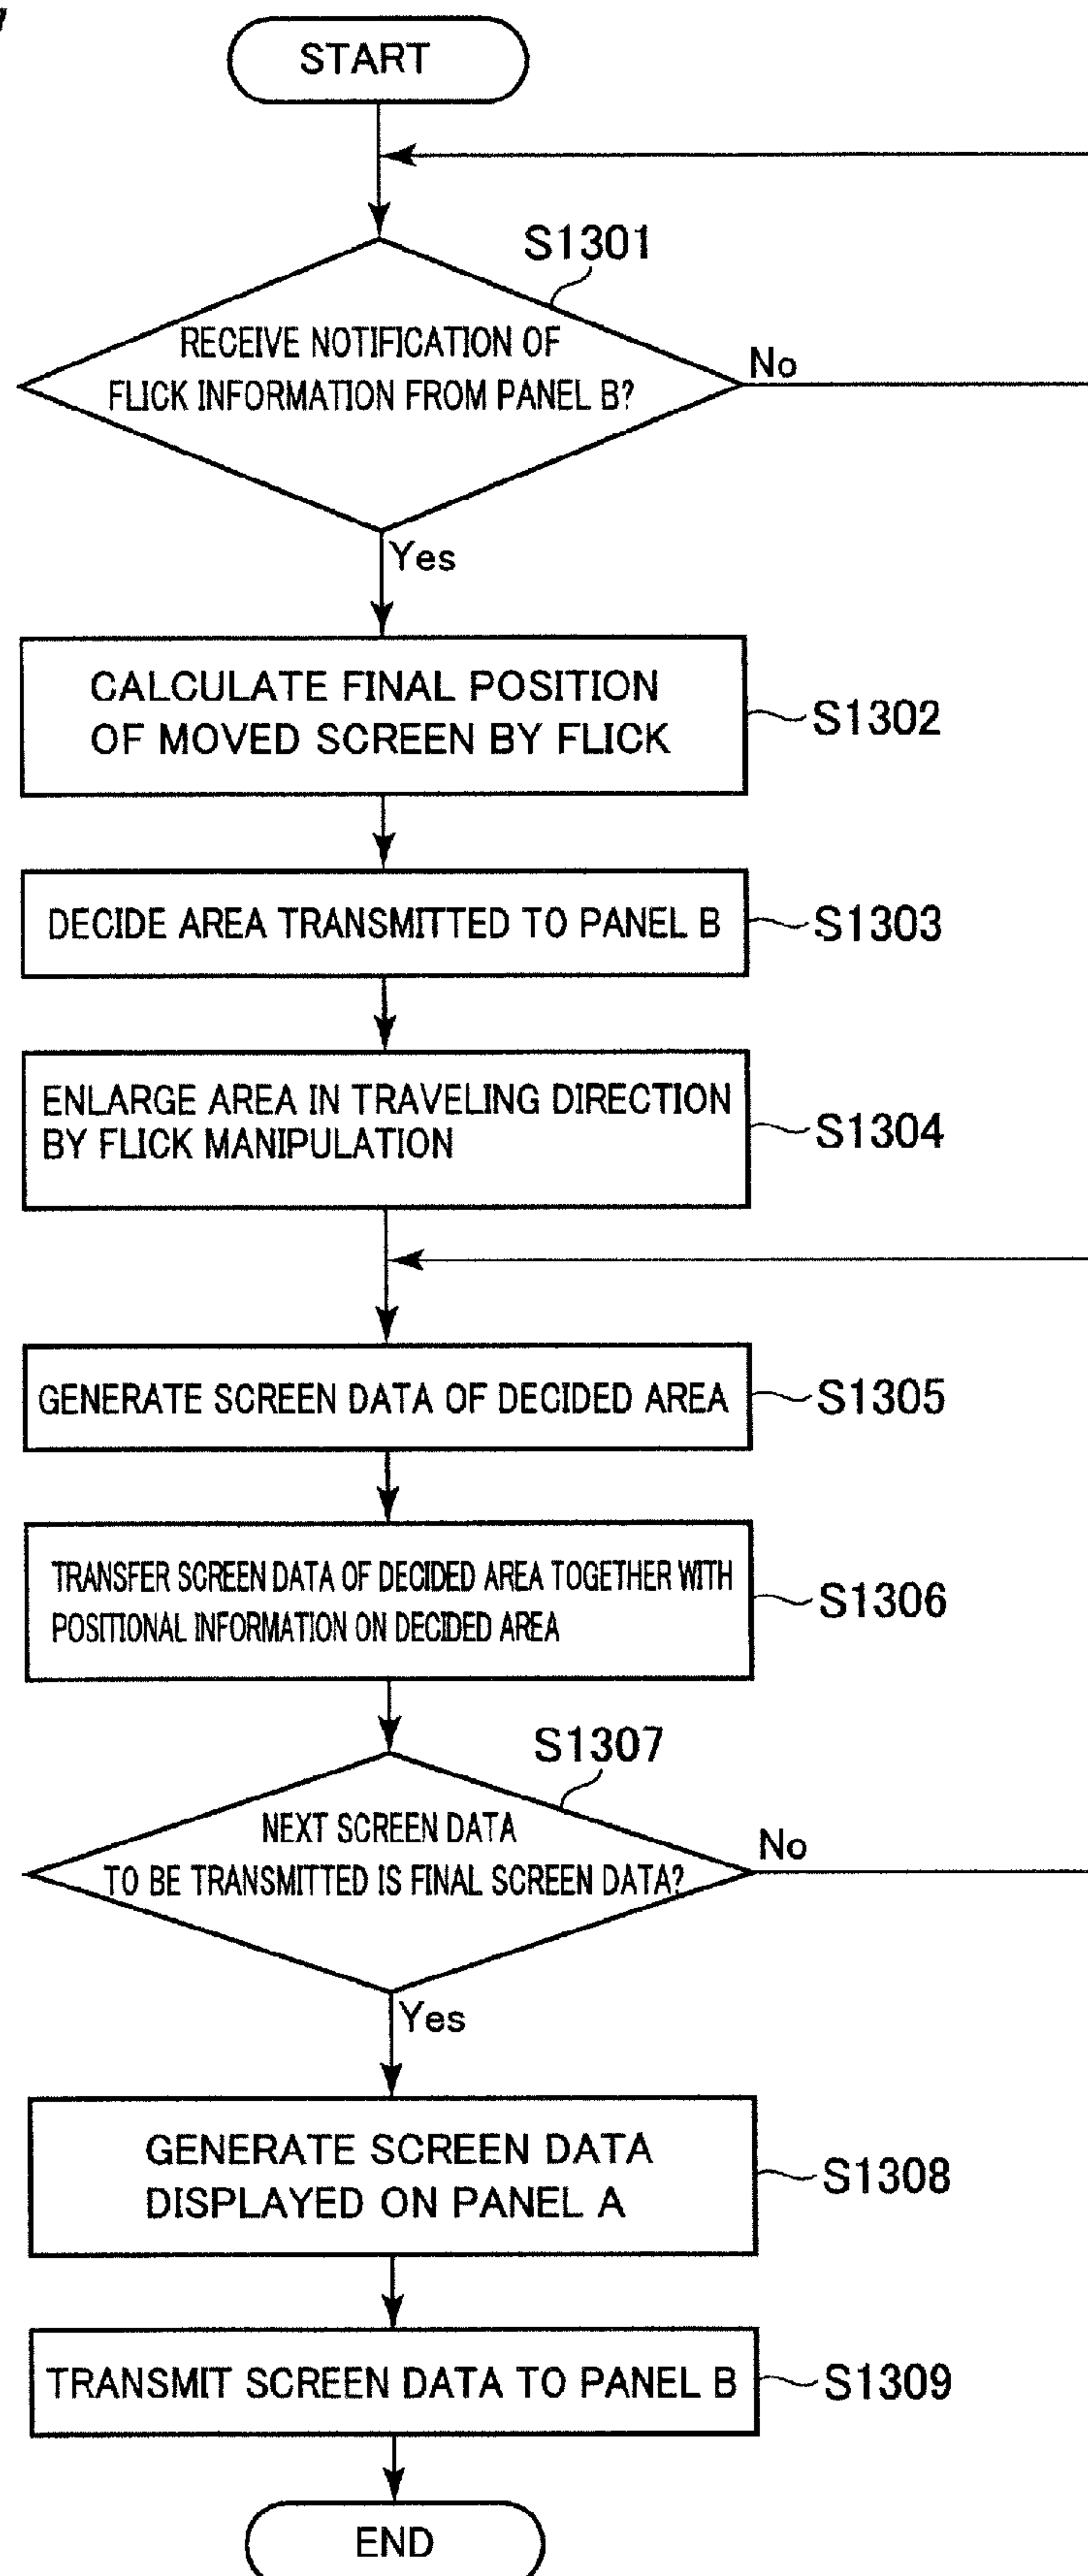 START
S1301
RECEIVE NOTIFICATION OF
FLICK INFORMATION FROM PANEL B?
No
Yes
CALCULATE FINAL POSITION
OF MOVED SCREEN BY FLICK
S1302
DECIDE AREA TRANSMITTED TO PANEL B
S1303
ENLARGE AREA IN TRAVELING DIRECTION
BY FLICK MANIPULATION
S1304
GENERATE SCREEN DATA OF DECIDED AREA
S1305
TRANSFER SCREEN DATA OF DECIDED AREA TOGETHER WITH
POSITIONAL INFORMATION ON DECIDED AREA
S1306
S1307
NEXT SCREEN DATA
TO BE TRANSMITTED IS FINAL SCREEN DATA?
No
Yes
GENERATE SCREEN DATA
DISPLAYED ON PANEL A
S1308
TRANSMIT SCREEN DATA TO PANEL B
S1309
END